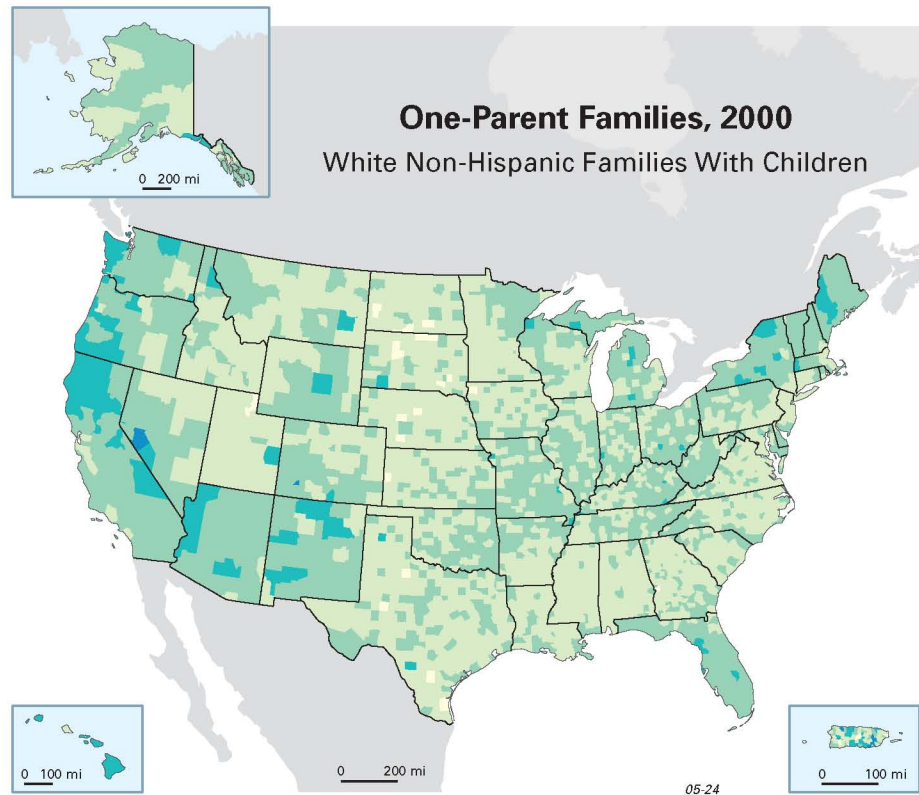 One-Parent Families, 2000
White Non-Hispanic Families With Children
0 200 mi
0 100 mi
0 200 mi
0 100 mi
05-24